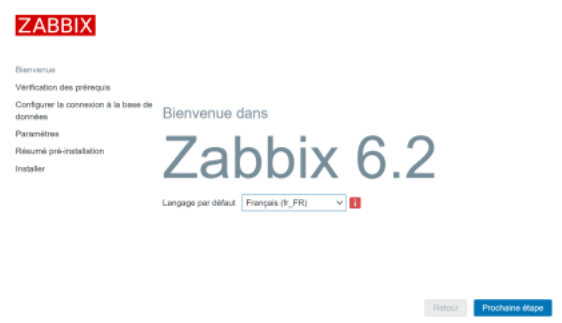 ZABBIX
Bienvenue
Vérification des prérequis
Configurer la connexion à la base de
données
Paramètres
Résumé pré-installation
Installer
Bienvenue dans
Zabbix 6.2
Langage par défaut Français (fr_FR) i
Retour Prochaine étape